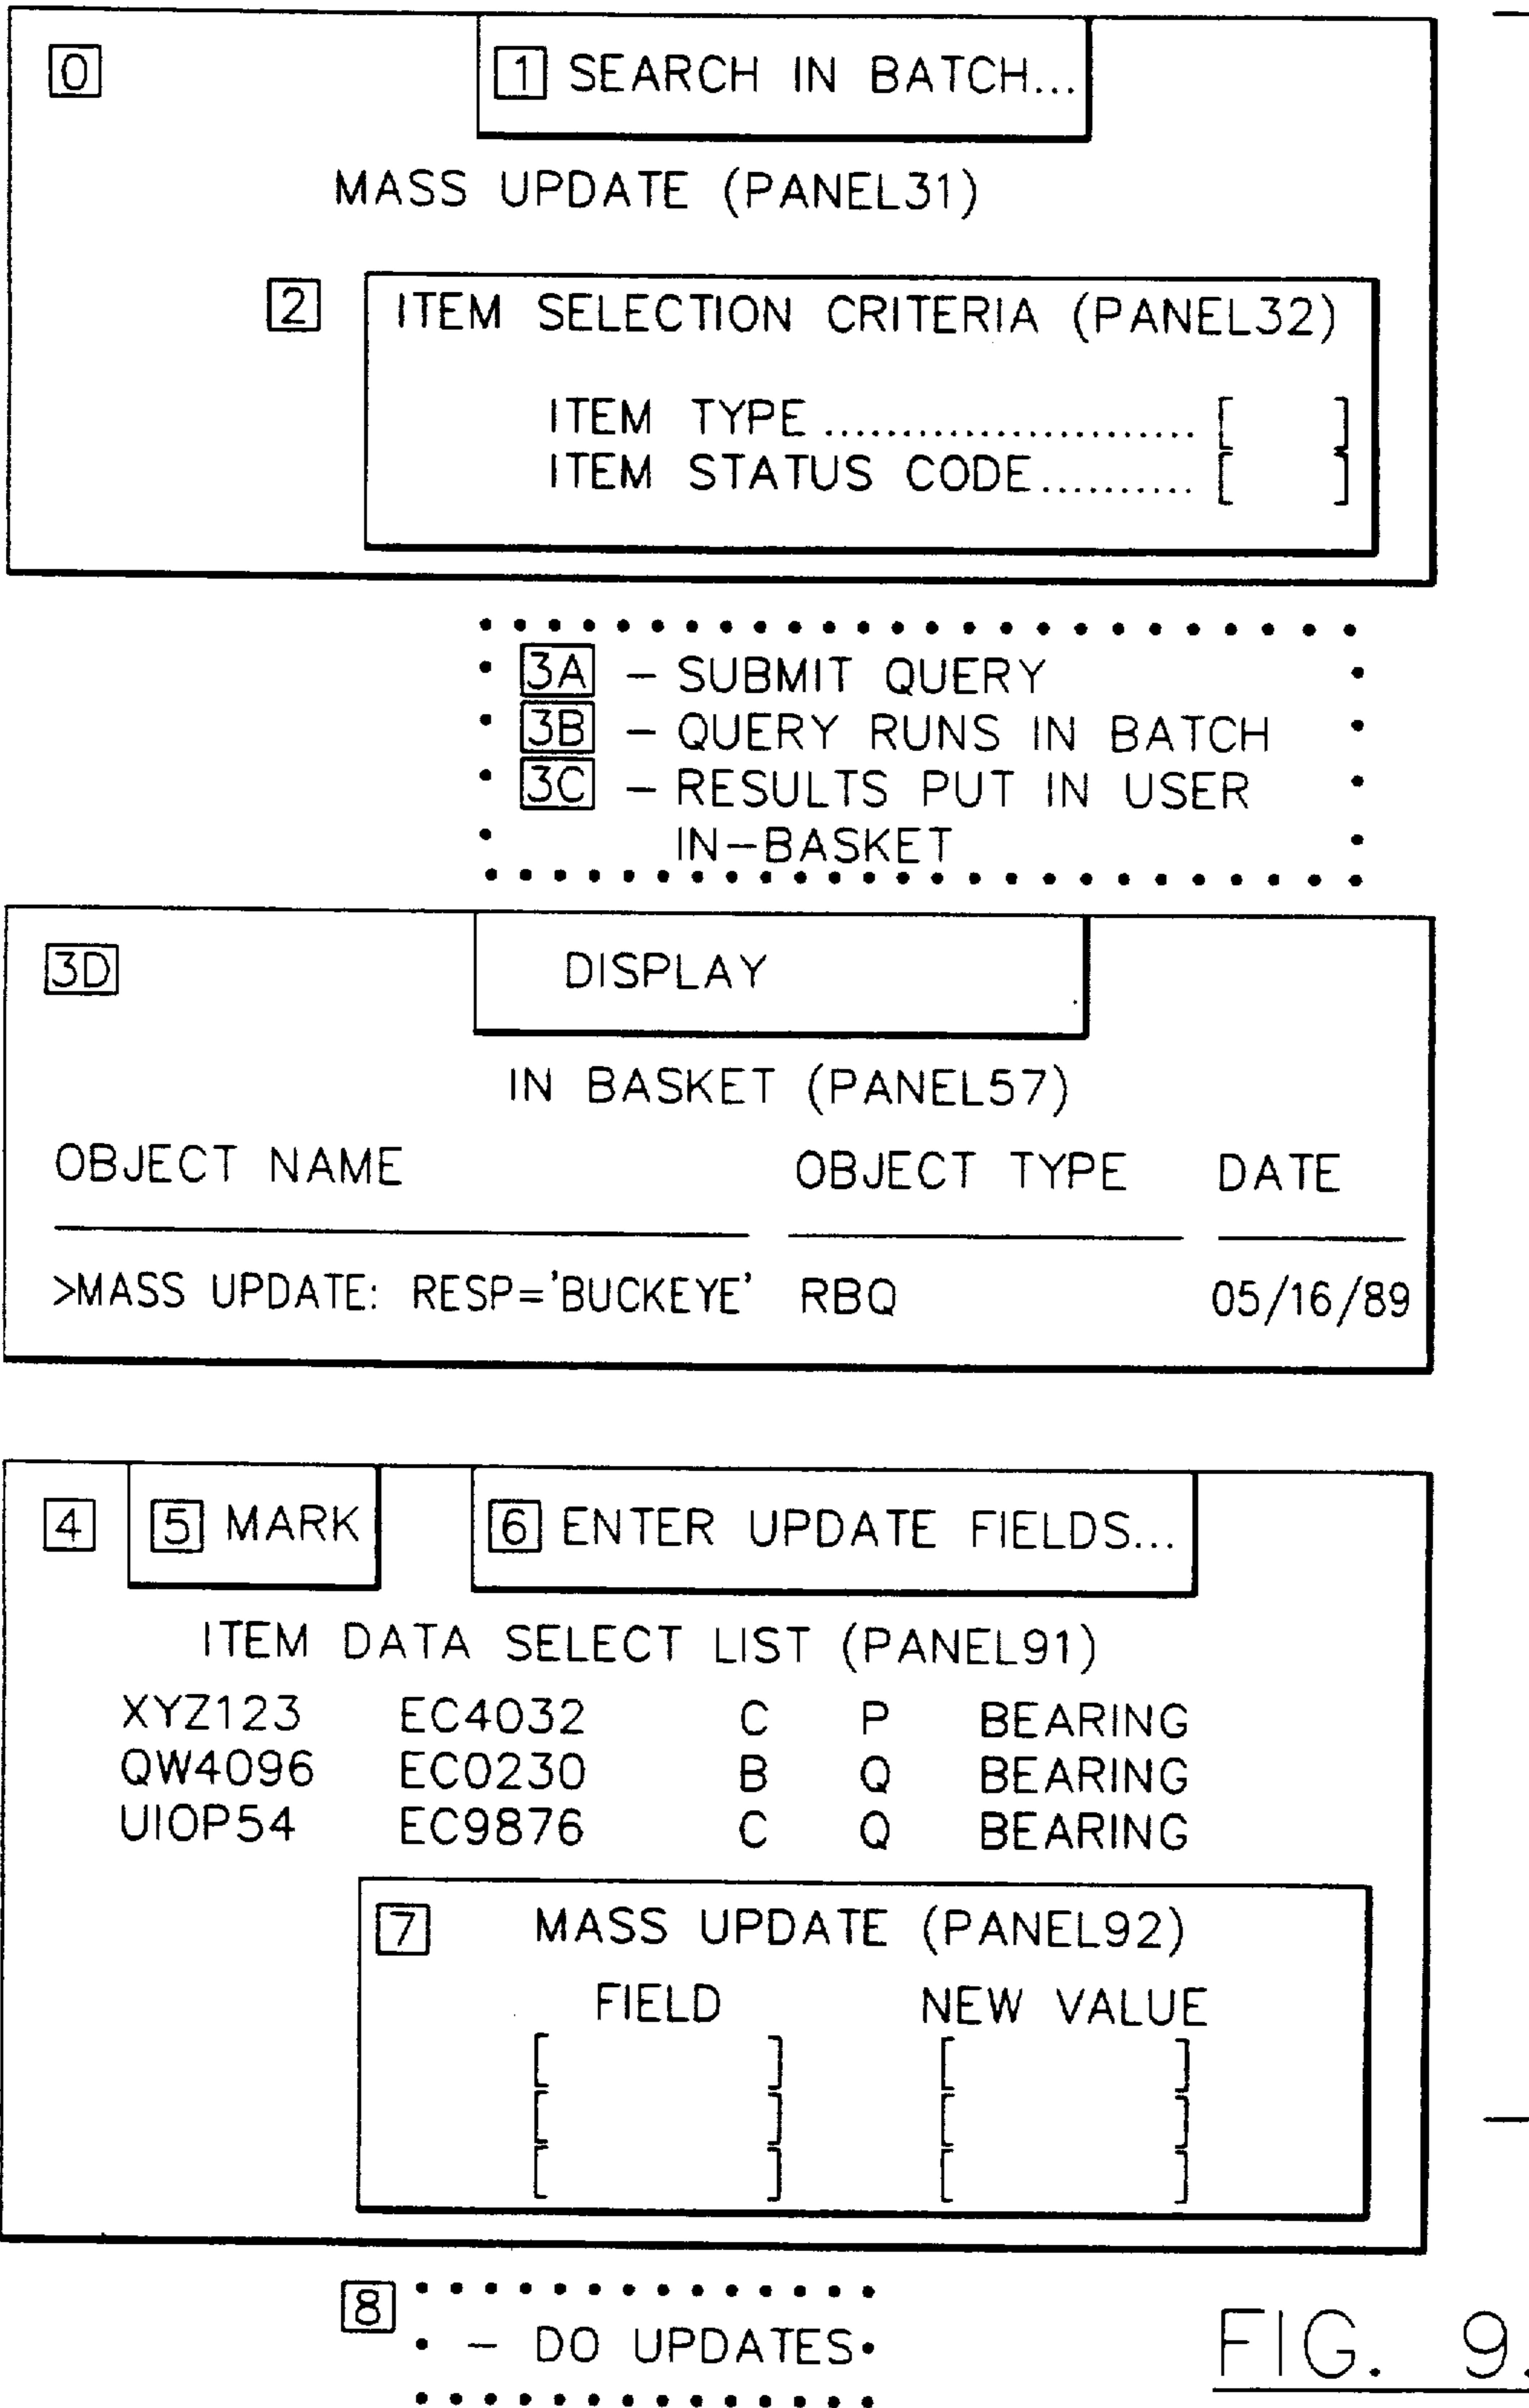 0
1 SEARCH IN BATCH...
MASS UPDATE (PANEL31)
2 ITEM SELECTION CRITERIA (PANEL32)
ITEM TYPE ........................ [ ]
ITEM STATUS CODE.......... [ ]
3A – SUBMIT QUERY
3B – QUERY RUNS IN BATCH
3C – RESULTS PUT IN USER
IN–BASKET
3D DISPLAY
IN BASKET (PANEL57)
OBJECT NAME OBJECT TYPE DATE
>MASS UPDATE: RESP='BUCKEYE' RBQ 05/16/89
4 5 MARK 6 ENTER UPDATE FIELDS...
ITEM DATA SELECT LIST (PANEL91)
XYZ123 EC4032 C P BEARING
QW4096 EC0230 B Q BEARING
UIOP54 EC9876 C Q BEARING
7 MASS UPDATE (PANEL92)
FIELD NEW VALUE
[ ] [ ]
[ ] [ ]
[ ] [ ]
8
– DO UPDATES
FIG. 9.